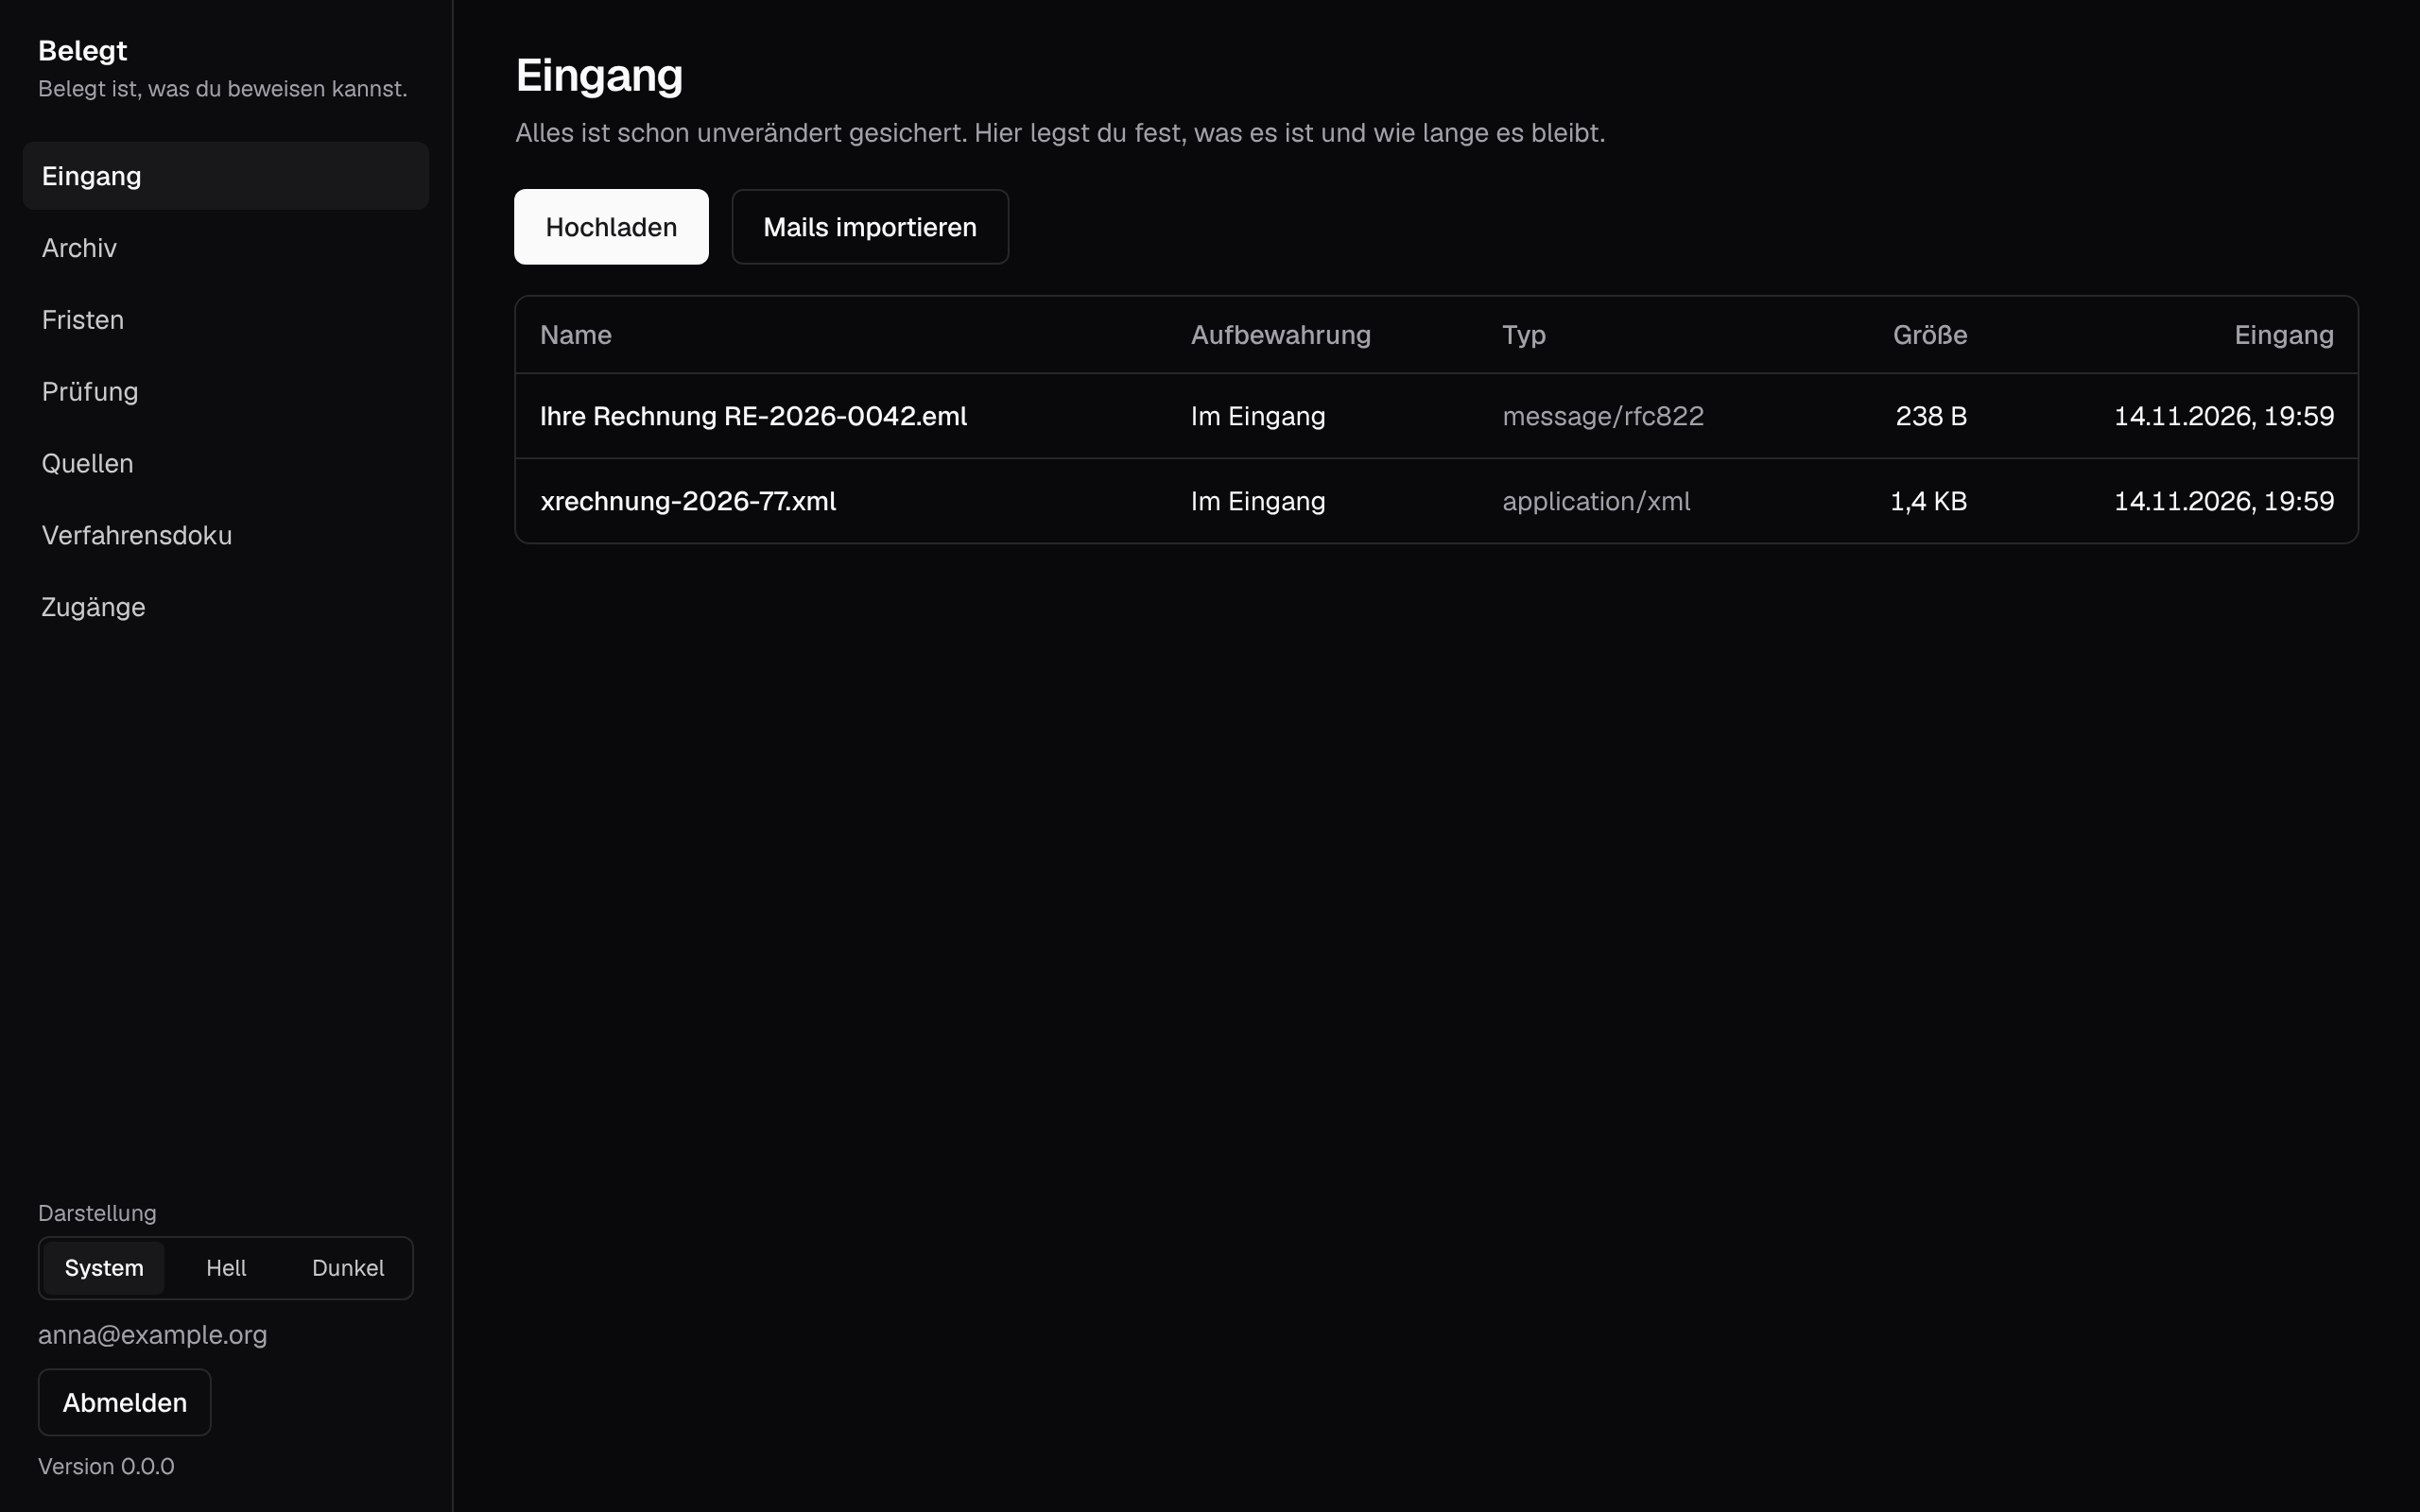 Belegt
Belegt ist, was du beweisen kannst.
Eingang
Archiv
Fristen
Prüfung
Quellen
Verfahrensdoku
Zugänge
Darstellung
System Hell Dunkel
anna@example.org
Abmelden
Version 0.0.0
Eingang
Alles ist schon unverändert gesichert. Hier legst du fest, was es ist und wie lange es bleibt.
Hochladen Mails importieren
Name Aufbewahrung Typ Größe Eingang
Ihre Rechnung RE-2026-0042.eml Im Eingang message/rfc822 238 B 14.11.2026, 19:59
xrechnung-2026-77.xml Im Eingang application/xml 1,4 KB 14.11.2026, 19:59